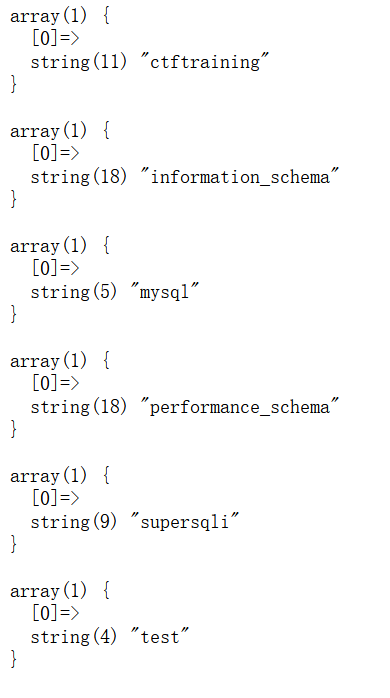 array(1) {
  [0]=>
  string(11) "ctftraining"
}

array(1) {
  [0]=>
  string(18) "information_schema"
}

array(1) {
  [0]=>
  string(5) "mysql"
}

array(1) {
  [0]=>
  string(18) "performance_schema"
}

array(1) {
  [0]=>
  string(9) "supersqli"
}

array(1) {
  [0]=>
  string(4) "test"
}